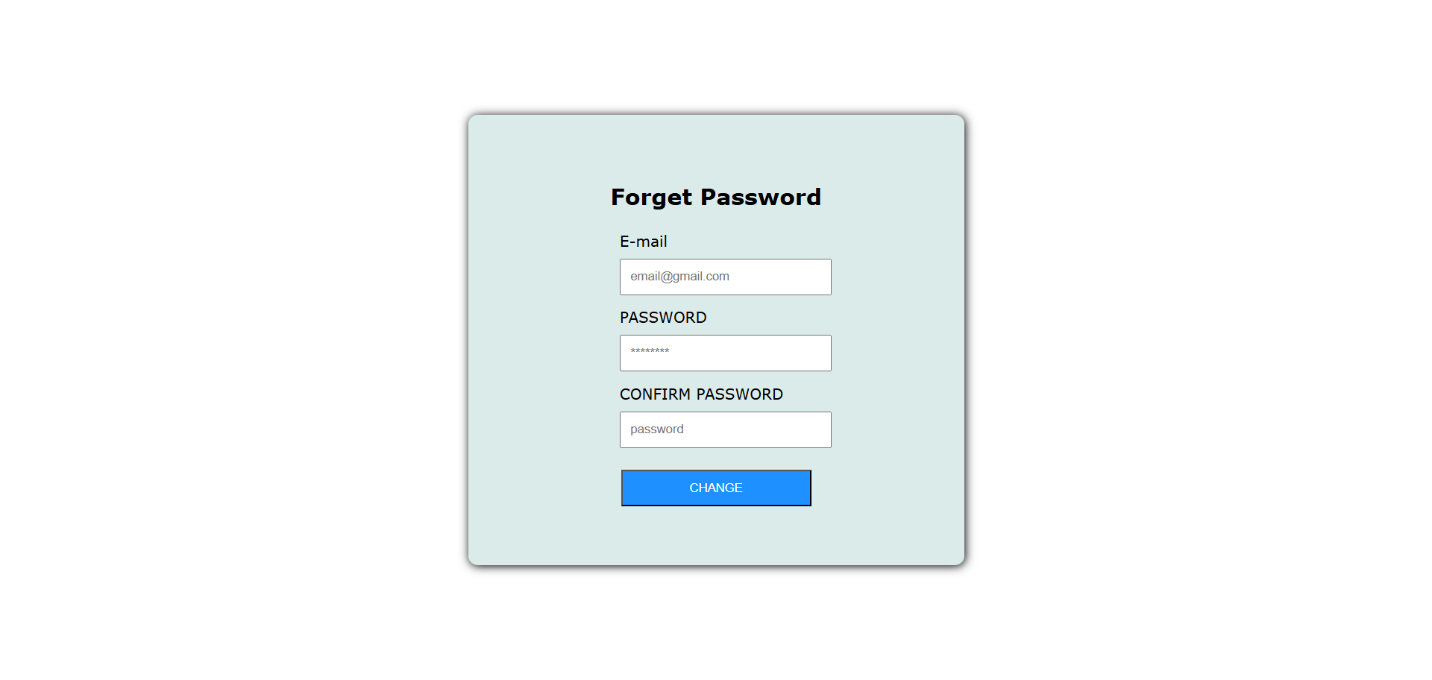 Forget Password
E-mail
email@gmail.com
PASSWORD
********
CONFIRM PASSWORD
password
CHANGE